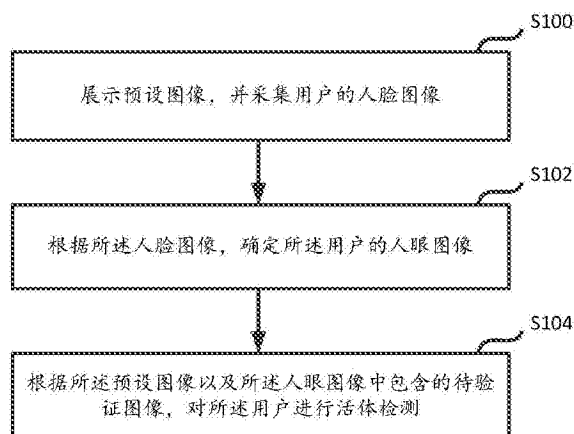 S100
展示预设图像，并采集用户的人脸图像
S102
根据所述人脸图像，确定所述用户的人眼图像
S104
根据所述预设图像以及所述人眼图像中包含的待验
证图像，对所述用户进行活体检测